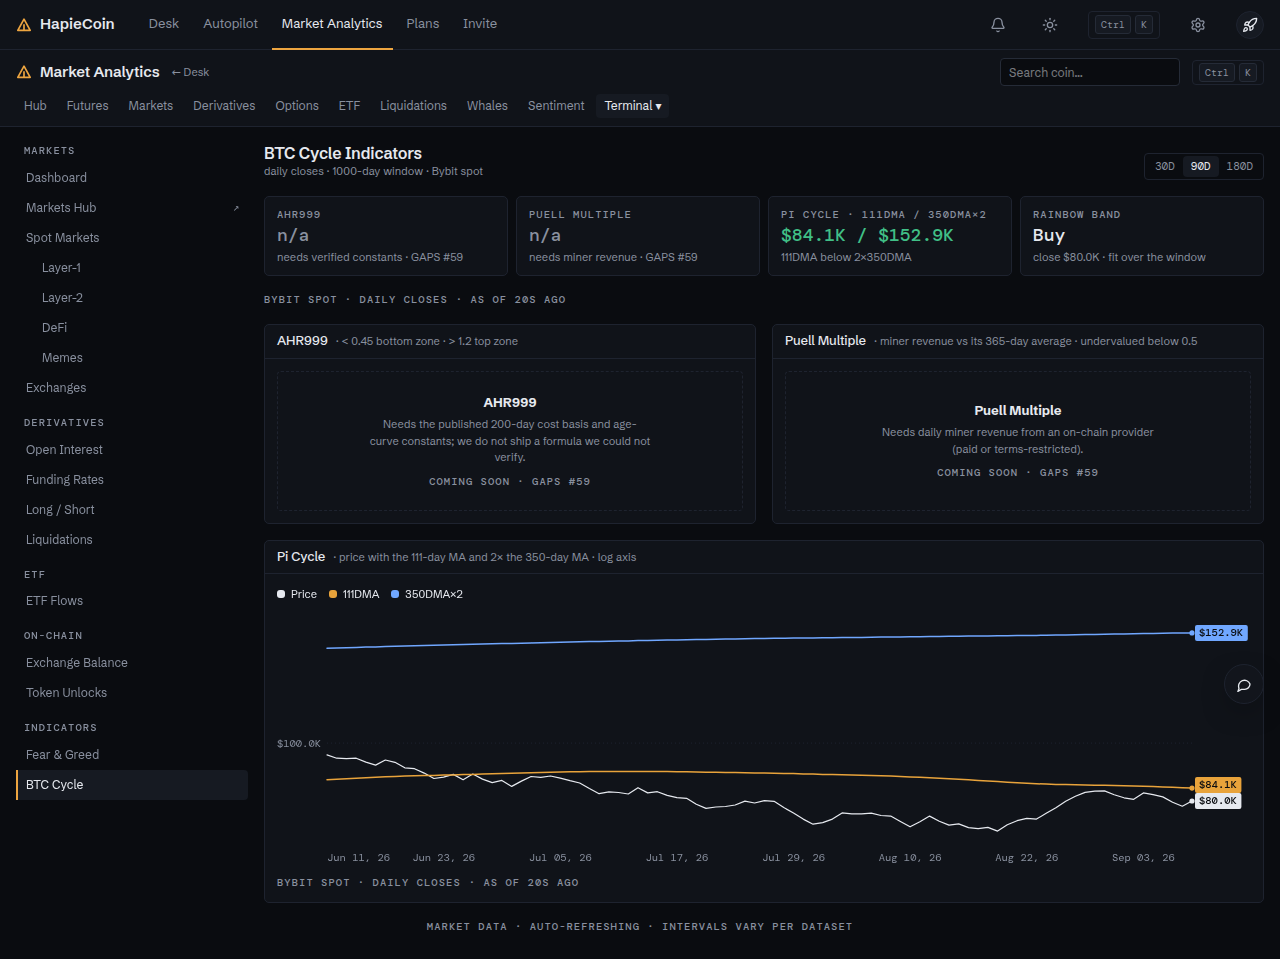 HapieCoin
Desk
Autopilot
Market Analytics
Plans
Invite
Ctrl K
Market Analytics
← Desk
Search coin...
Ctrl K
Hub
Futures
Markets
Derivatives
Options
ETF
Liquidations
Whales
Sentiment
Terminal ▾
MARKETS
Dashboard
Markets Hub ↗
Spot Markets
Layer-1
Layer-2
DeFi
Memes
Exchanges
DERIVATIVES
Open Interest
Funding Rates
Long / Short
Liquidations
ETF
ETF Flows
ON-CHAIN
Exchange Balance
Token Unlocks
INDICATORS
Fear & Greed
BTC Cycle
BTC Cycle Indicators
daily closes · 1000-day window · Bybit spot
30D 90D 180D
AHR999
n/a
needs verified constants · GAPS #59
PUELL MULTIPLE
n/a
needs miner revenue · GAPS #59
PI CYCLE · 111DMA / 350DMA×2
$84.1K / $152.9K
111DMA below 2×350DMA
RAINBOW BAND
Buy
close $80.0K · fit over the window
BYBIT SPOT · DAILY CLOSES · AS OF 20S AGO
AHR999 · < 0.45 bottom zone · > 1.2 top zone
AHR999
Needs the published 200-day cost basis and age-
curve constants; we do not ship a formula we could not
verify.
COMING SOON · GAPS #59
Puell Multiple · miner revenue vs its 365-day average · undervalued below 0.5
Puell Multiple
Needs daily miner revenue from an on-chain provider
(paid or terms-restricted).
COMING SOON · GAPS #59
Pi Cycle · price with the 111-day MA and 2× the 350-day MA · log axis
Price 111DMA 350DMA×2
$152.9K
$100.0K
$84.1K
$80.0K
Jun 11, 26
Jun 23, 26
Jul 05, 26
Jul 17, 26
Jul 29, 26
Aug 10, 26
Aug 22, 26
Sep 03, 26
BYBIT SPOT · DAILY CLOSES · AS OF 20S AGO
MARKET DATA · AUTO-REFRESHING · INTERVALS VARY PER DATASET